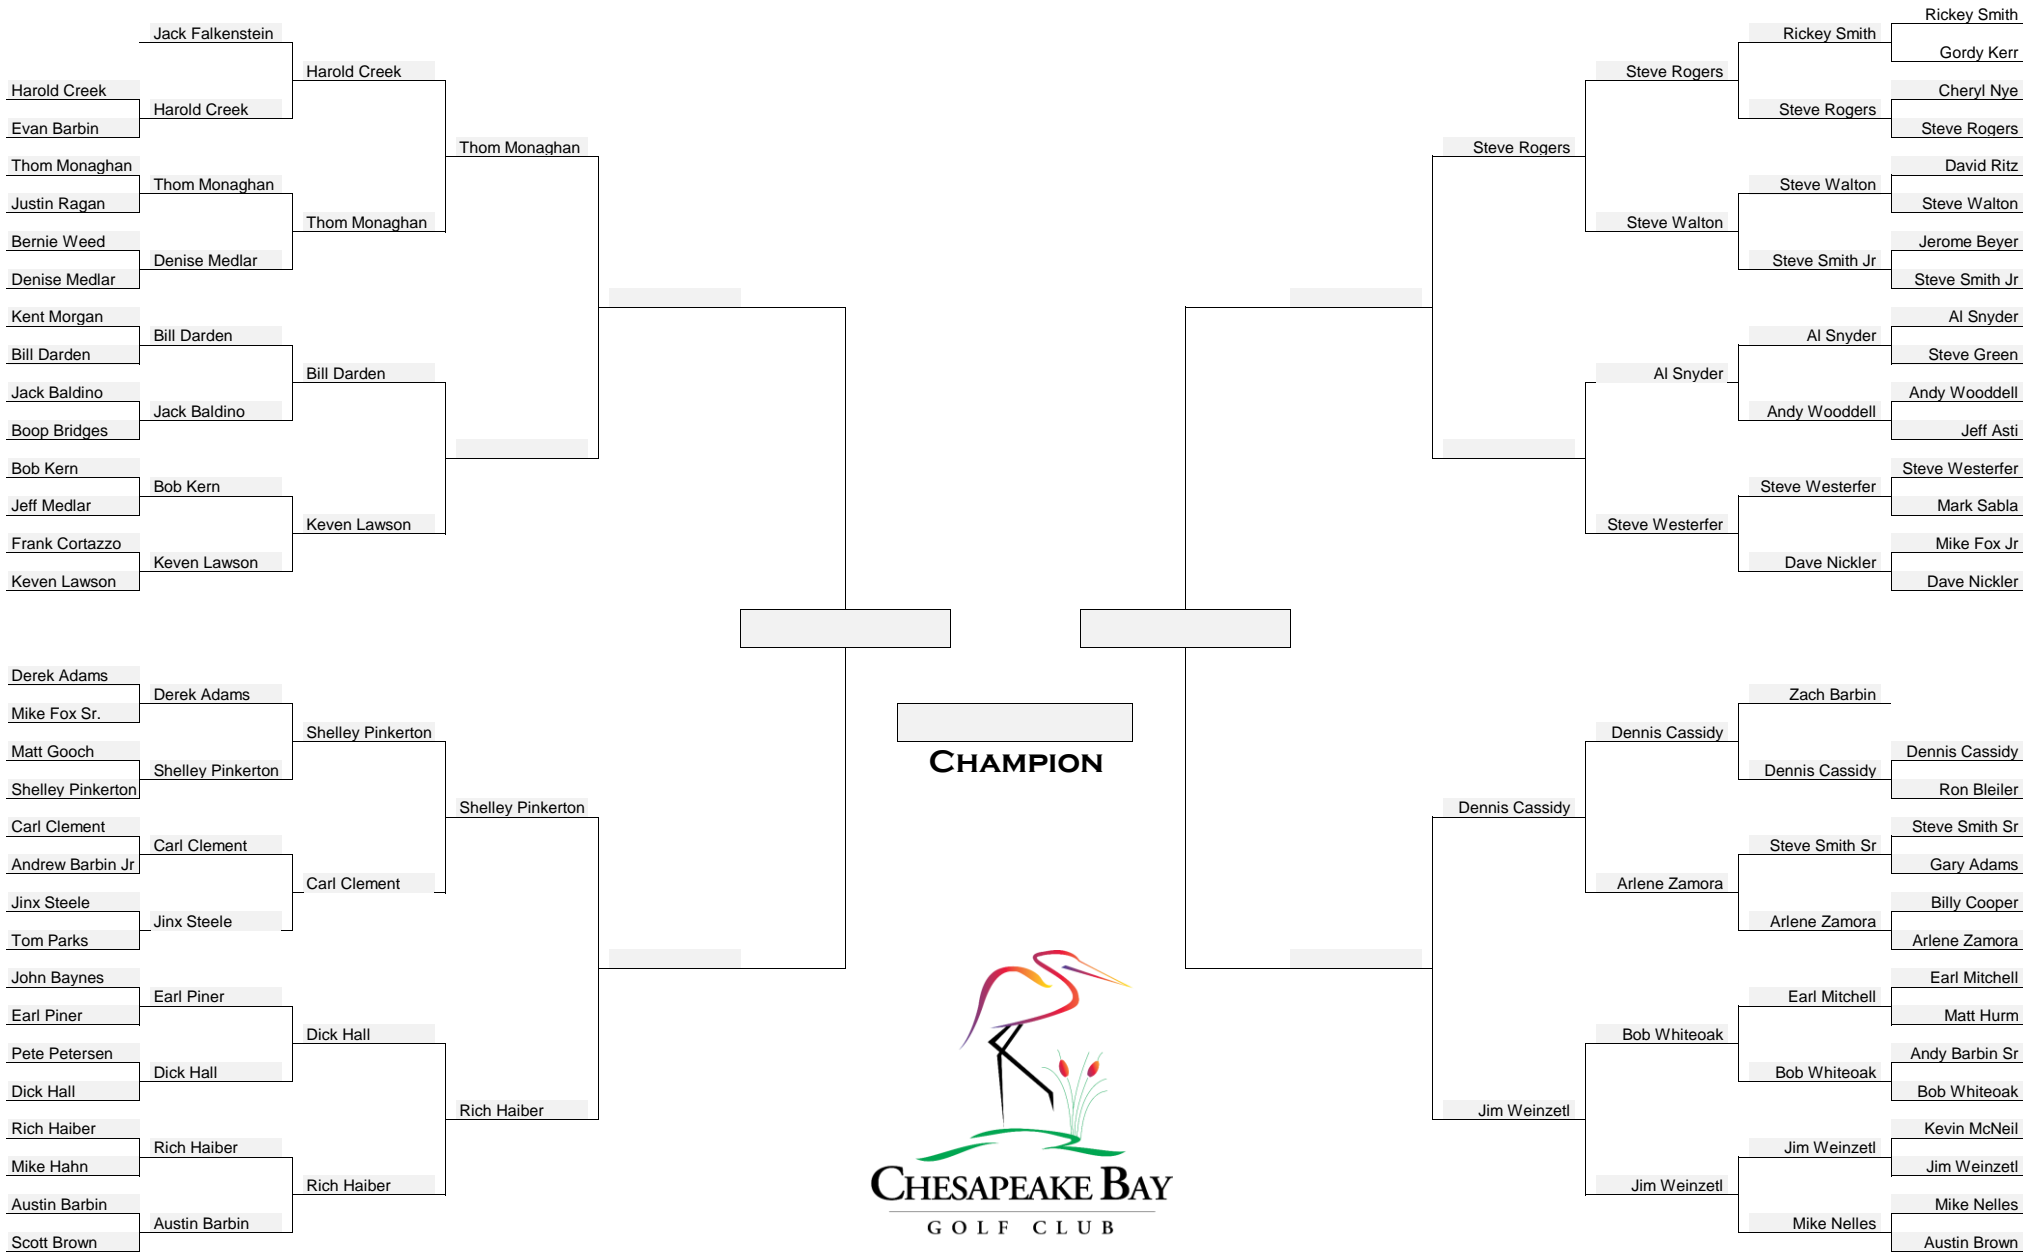 Jack Falkenstein
Harold Creek
Harold Creek
Evan Barbin
Harold Creek
Thom Monaghan
Thom Monaghan
Justin Ragan
Thom Monaghan
Thom Monaghan
Bernie Weed
Denise Medlar
Denise Medlar
Kent Morgan
Bill Darden
Bill Darden
Bill Darden
Jack Baldino
Jack Baldino
Boop Bridges
Bob Kern
Bob Kern
Jeff Medlar
Keven Lawson
Frank Cortazzo
Keven Lawson
Keven Lawson
Derek Adams
Derek Adams
Mike Fox Sr.
Shelley Pinkerton
Matt Gooch
Shelley Pinkerton
Shelley Pinkerton
Shelley Pinkerton
Carl Clement
Carl Clement
Andrew Barbin Jr
Carl Clement
Jinx Steele
Jinx Steele
Tom Parks
John Baynes
Earl Piner
Earl Piner
Dick Hall
Pete Petersen
Dick Hall
Dick Hall
Rich Haiber
Rich Haiber
Rich Haiber
Mike Hahn
Rich Haiber
Austin Barbin
Austin Barbin
Scott Brown
CHAMPION
CHESAPEAKE BAY
GOLF CLUB
Rickey Smith
Rickey Smith
Gordy Kerr
Steve Rogers
Cheryl Nye
Steve Rogers
Steve Rogers
Steve Rogers
David Ritz
Steve Walton
Steve Walton
Steve Walton
Jerome Beyer
Steve Smith Jr
Steve Smith Jr
Al Snyder
Al Snyder
Steve Green
Al Snyder
Andy Wooddell
Andy Wooddell
Jeff Asti
Steve Westerfer
Steve Westerfer
Mark Sabla
Steve Westerfer
Mike Fox Jr
Dave Nickler
Dave Nickler
Zach Barbin
Dennis Cassidy
Dennis Cassidy
Dennis Cassidy
Ron Bleiler
Dennis Cassidy
Steve Smith Sr
Steve Smith Sr
Gary Adams
Arlene Zamora
Billy Cooper
Arlene Zamora
Arlene Zamora
Earl Mitchell
Earl Mitchell
Matt Hurm
Bob Whiteoak
Andy Barbin Sr
Bob Whiteoak
Bob Whiteoak
Jim Weinzetl
Kevin McNeil
Jim Weinzetl
Jim Weinzetl
Jim Weinzetl
Mike Nelles
Mike Nelles
Austin Brown